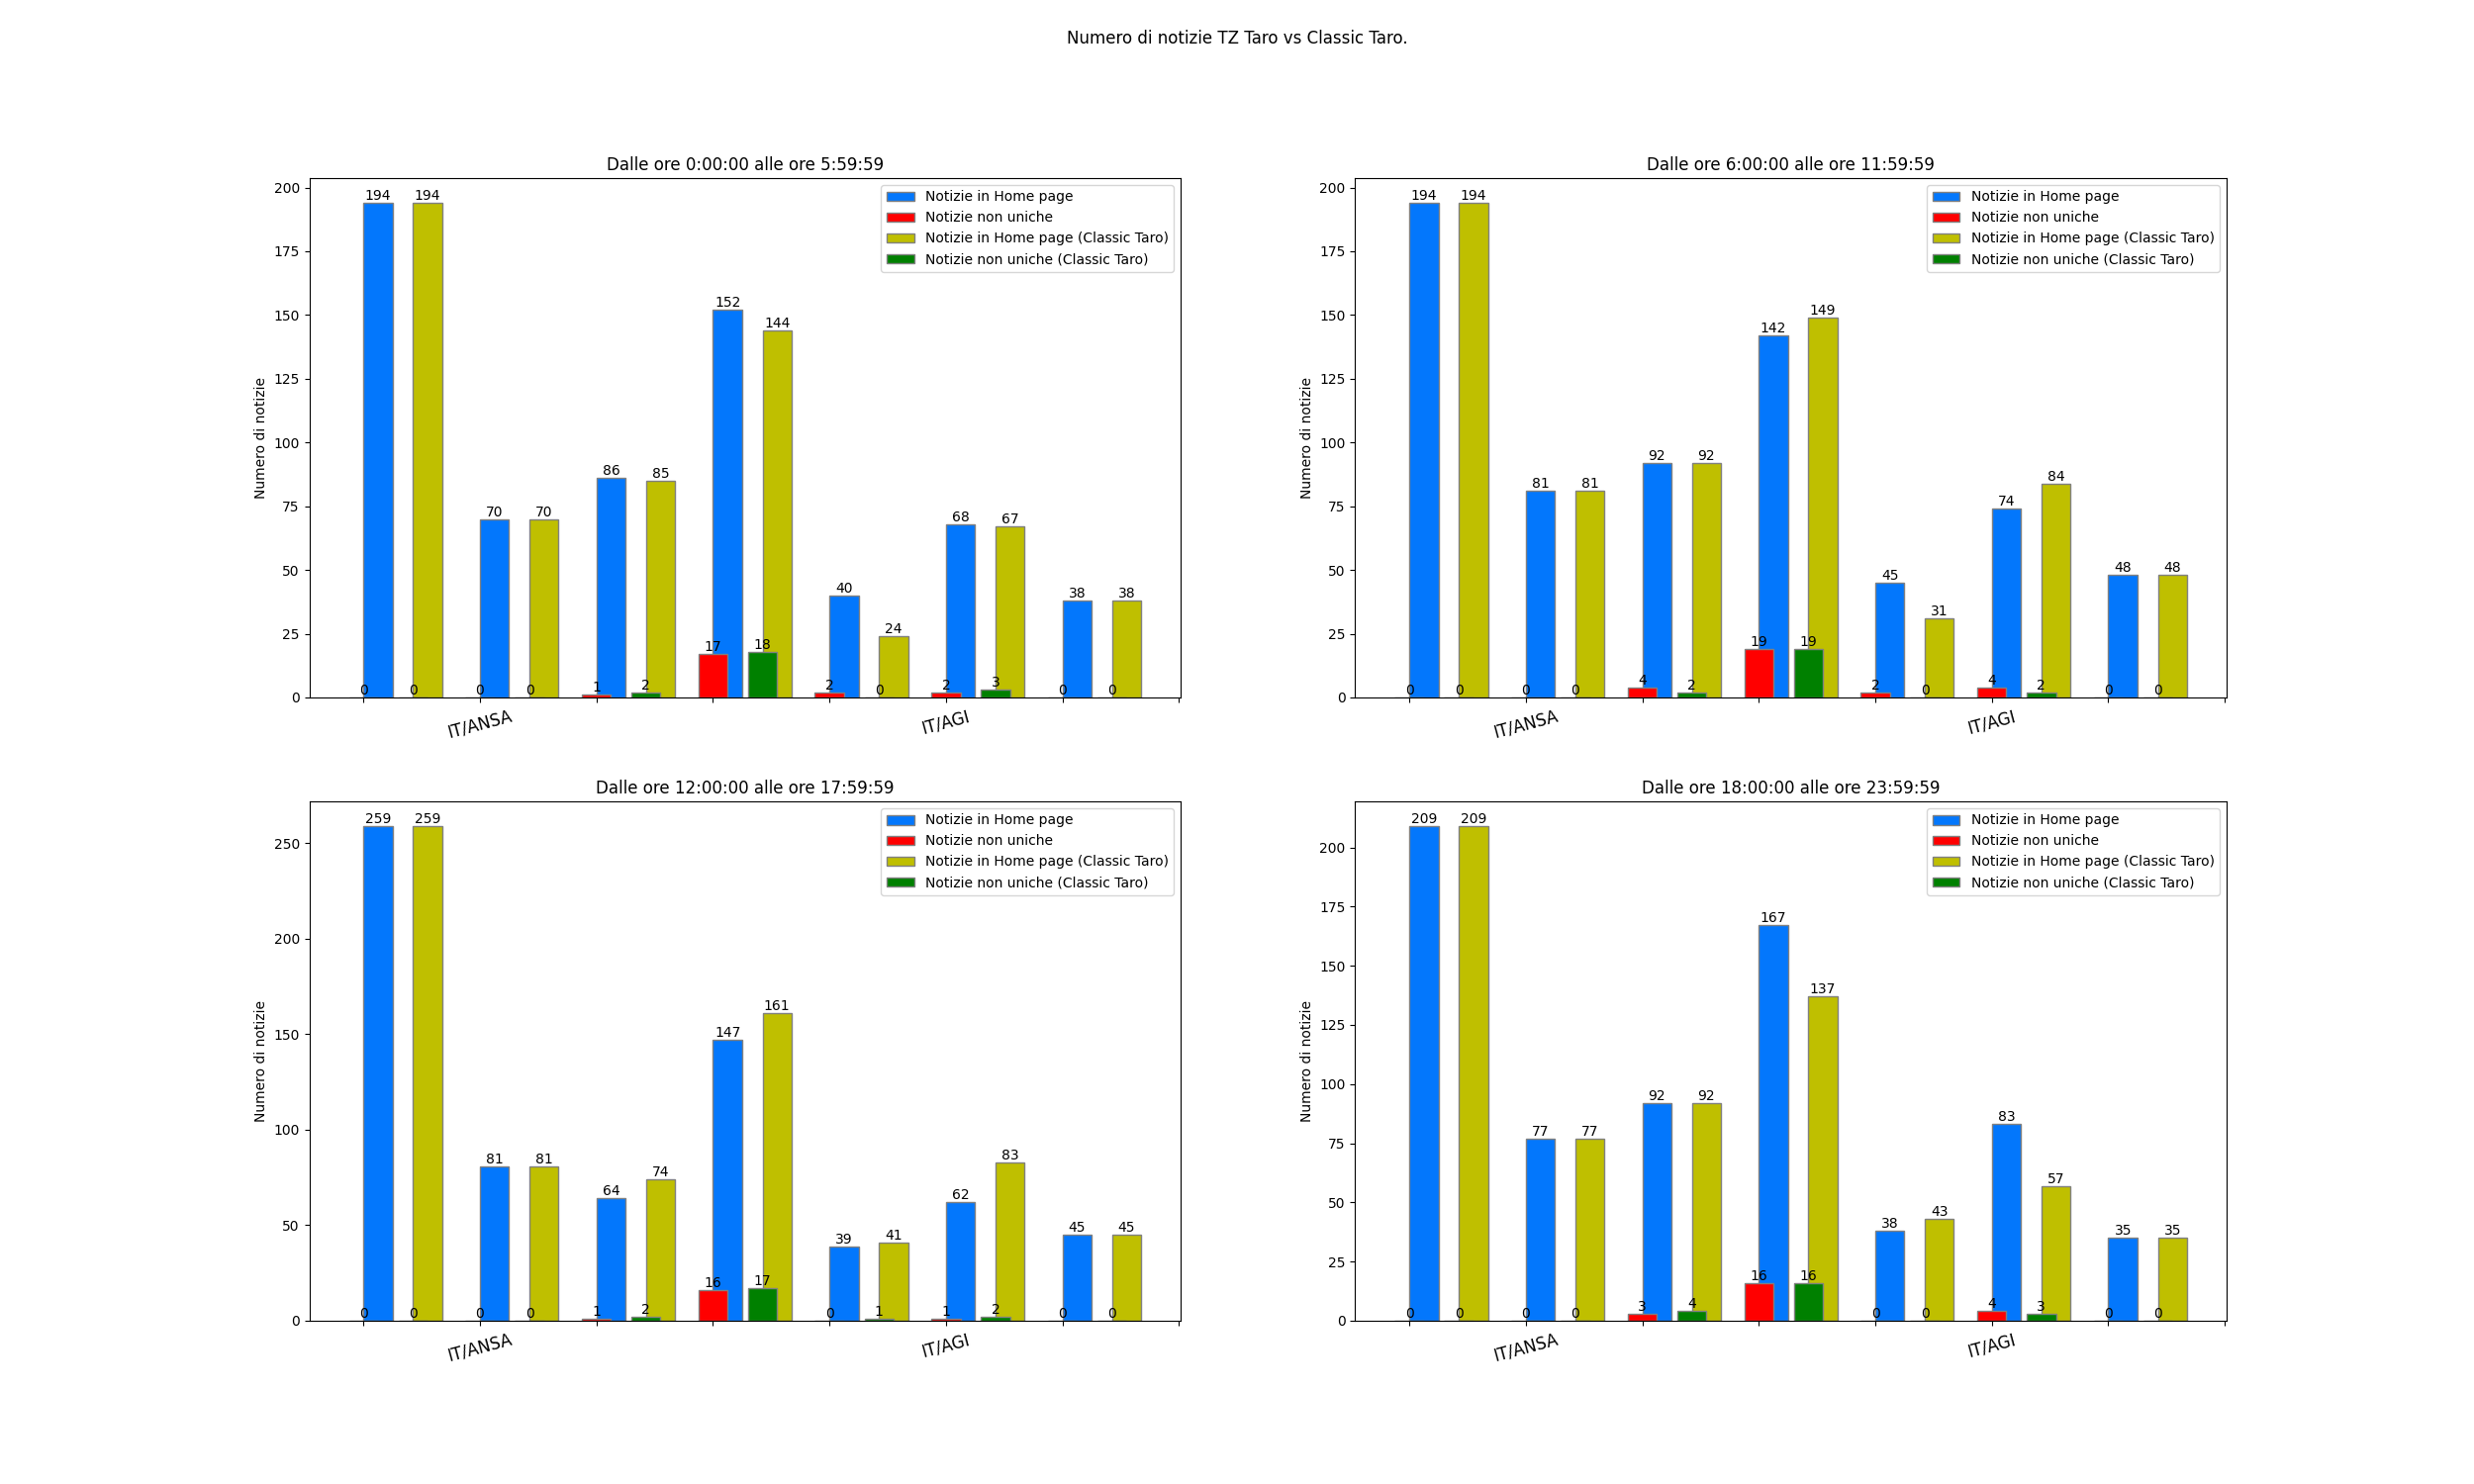 Numero di notizie TZ Taro vs Classic Taro.
Dalle ore 0:00:00 alle ore 5:59:59
Numero di notizie
200
175
150
125
100
75
50
25
0
194 194
70 70
86 85
152 144
40 24
68 67
38 38
0 0 0 0 1 2 17 18 2 0 2 3 0 0
Notizie in Home page
Notizie non uniche
Notizie in Home page (Classic Taro)
Notizie non uniche (Classic Taro)
IT/ANSA
IT/AGI
Dalle ore 6:00:00 alle ore 11:59:59
Numero di notizie
200
175
150
125
100
75
50
25
0
194 194
81 81
92 92
142 149
45 31
74 84
48 48
0 0 0 0 4 2 19 19 2 0 4 2 0 0
Notizie in Home page
Notizie non uniche
Notizie in Home page (Classic Taro)
Notizie non uniche (Classic Taro)
IT/ANSA
IT/AGI
Dalle ore 12:00:00 alle ore 17:59:59
Numero di notizie
250
200
150
100
50
0
259 259
81 81
64 74
147 161
39 41
62 83
45 45
0 0 0 0 1 2 16 17 0 1 1 2 0 0
Notizie in Home page
Notizie non uniche
Notizie in Home page (Classic Taro)
Notizie non uniche (Classic Taro)
IT/ANSA
IT/AGI
Dalle ore 18:00:00 alle ore 23:59:59
Numero di notizie
200
175
150
125
100
75
50
25
0
209 209
77 77
92 92
167 137
38 43
83 57
35 35
0 0 0 0 3 4 16 16 0 0 4 3 0 0
Notizie in Home page
Notizie non uniche
Notizie in Home page (Classic Taro)
Notizie non uniche (Classic Taro)
IT/ANSA
IT/AGI